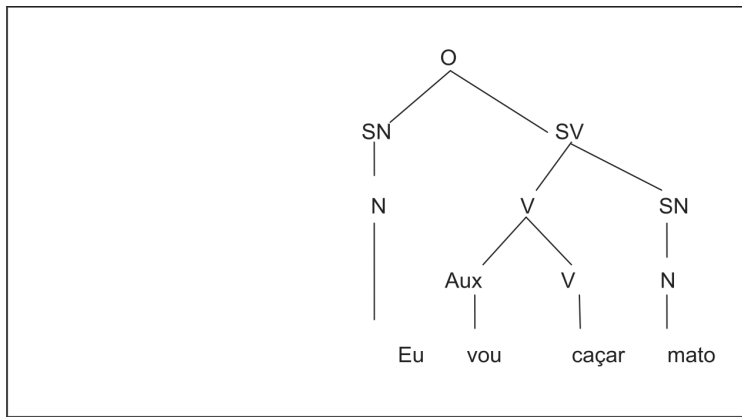 O
SN SV
N V SN
Aux V N
Eu vou caçar mato